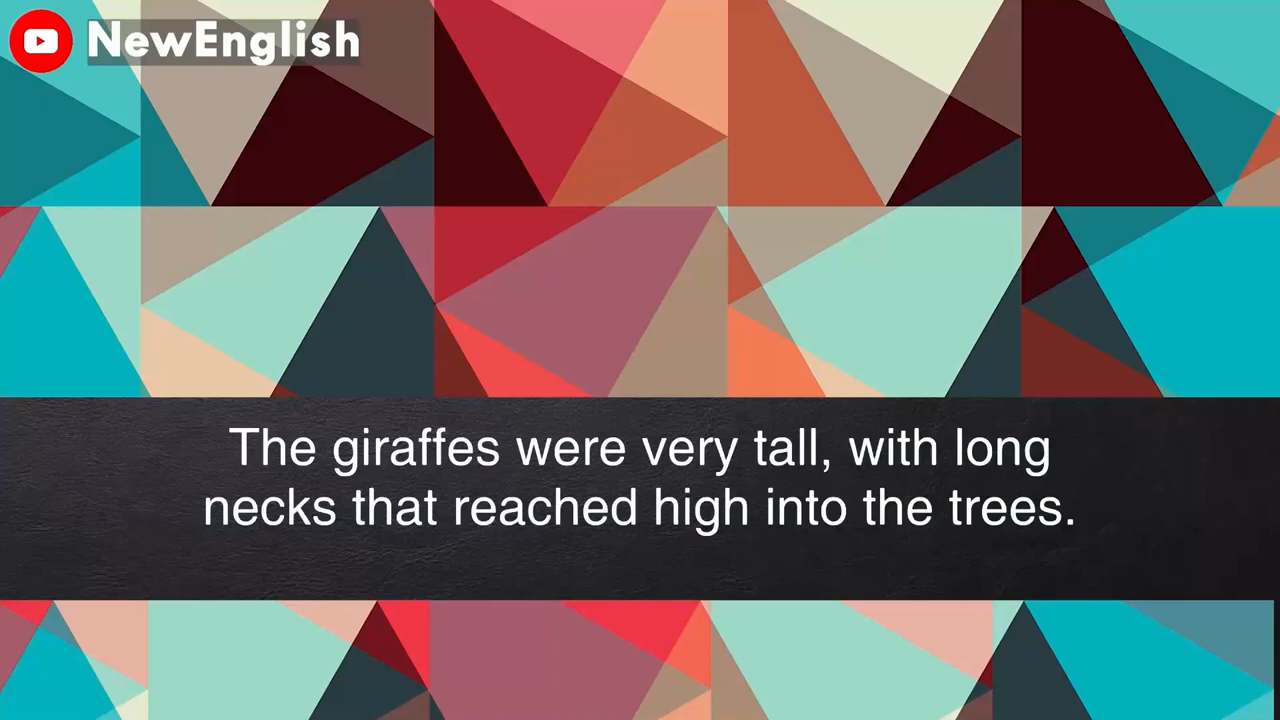 NewEnglish
The giraffes were very tall, with long
necks that reached high into the trees.